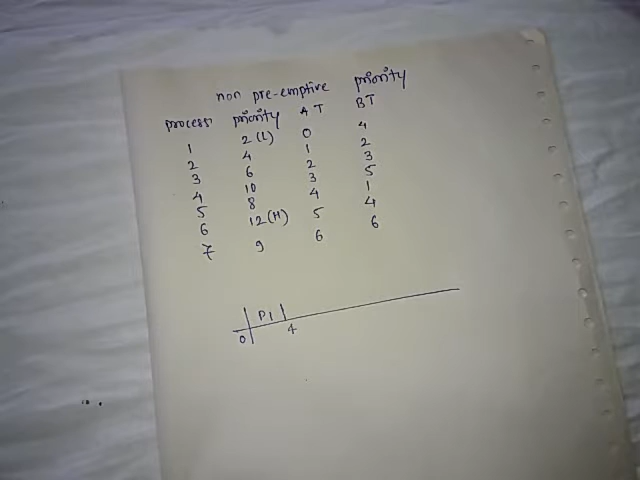 non pre-emptive priority
process priority AT BT
1 2(L) 0 4
2 4 1 2
3 6 2 3
4 10 3 5
5 8 4 1
6 12(H) 5 4
7 9 6 6
P1
0 4